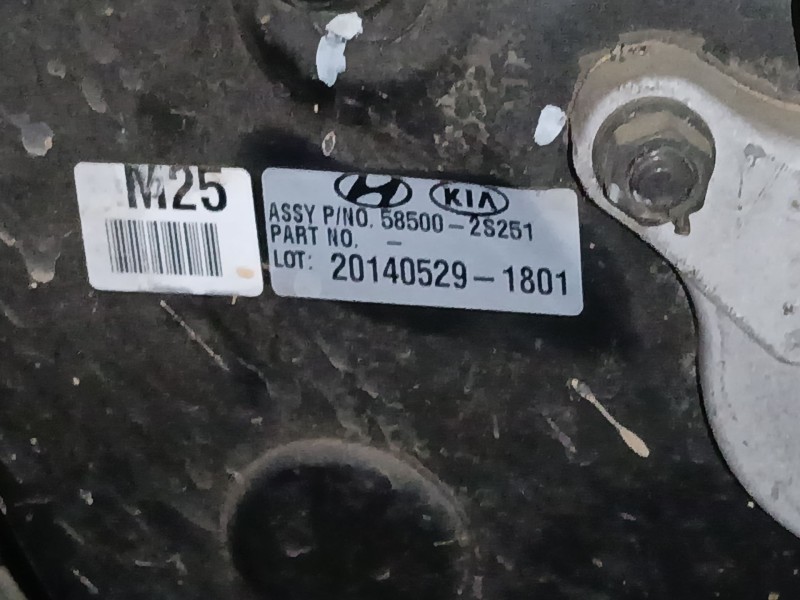 M25
KIA
ASSY P/NO. 58500-2S251
PART NO. -
LOT: 20140529-1801